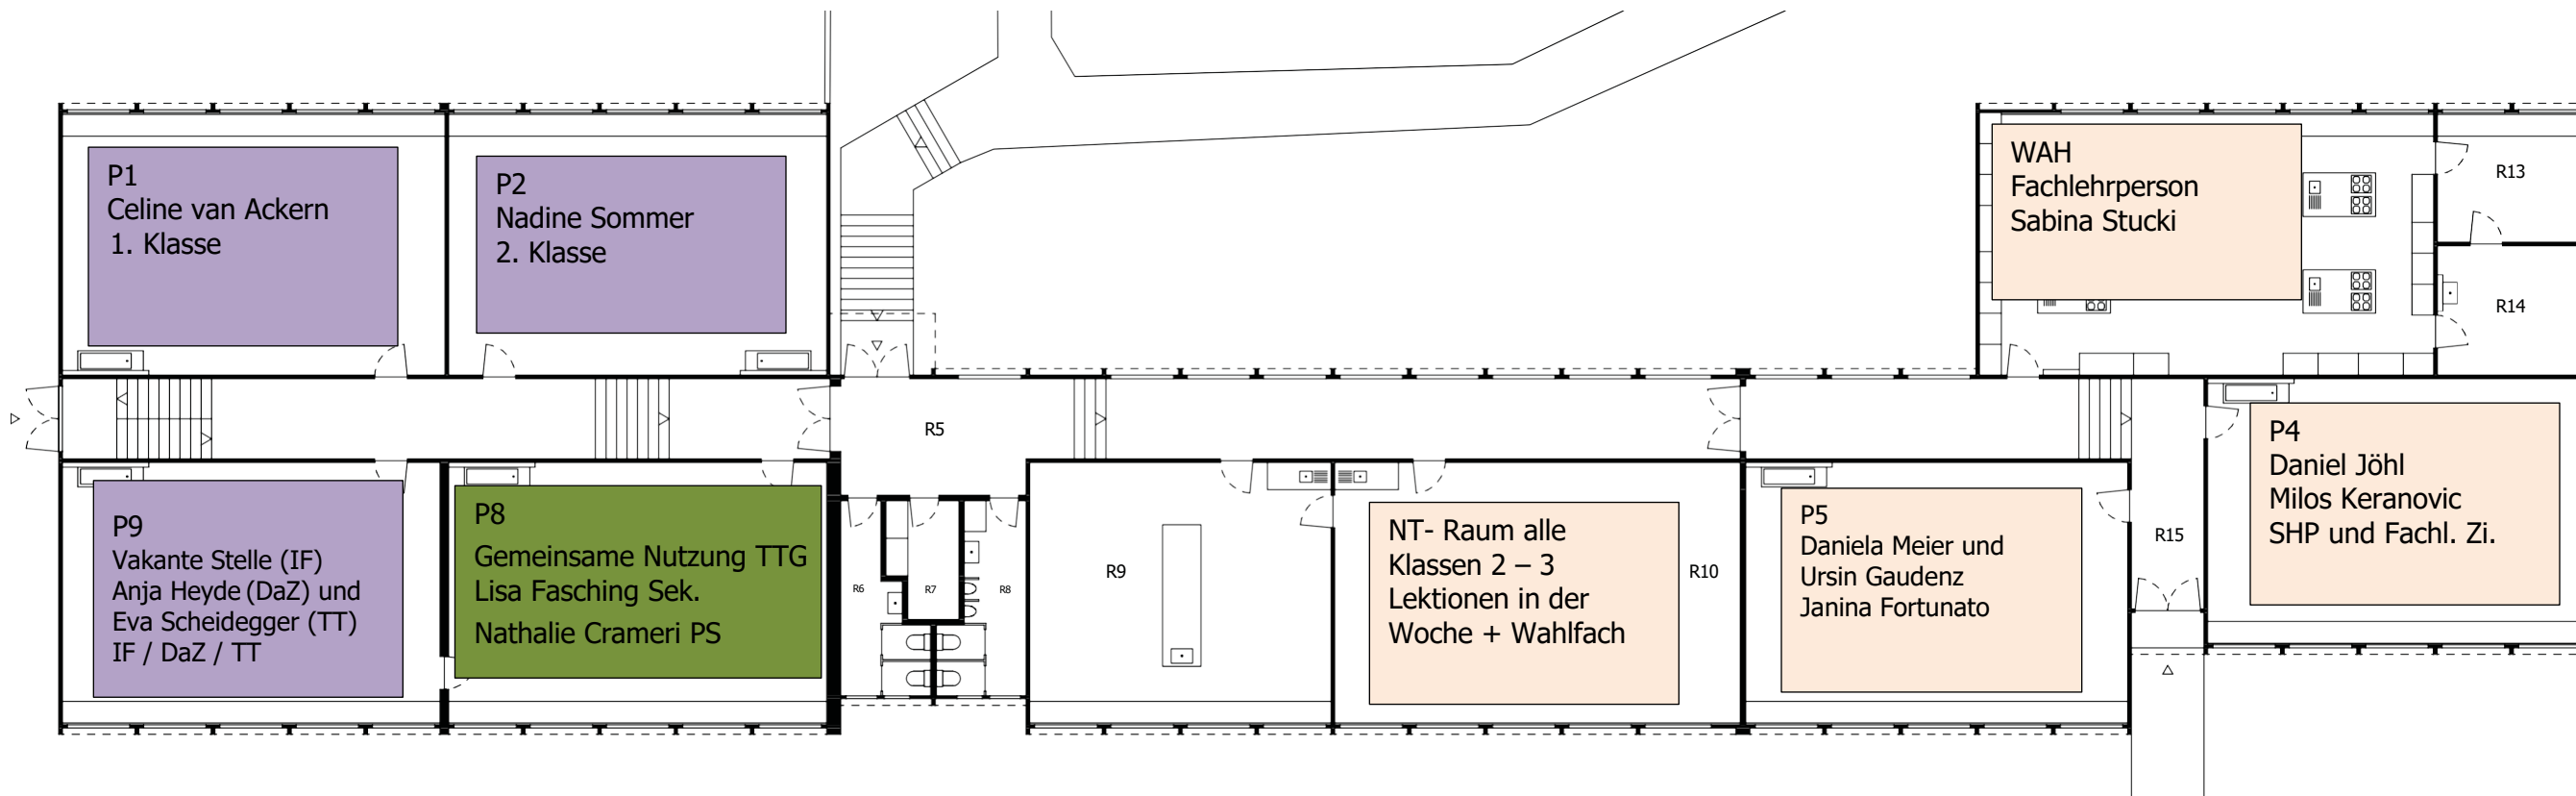 P1
Celine van Ackern
1. Klasse
P2
Nadine Sommer
2. Klasse
WAH
Fachlehrperson
Sabina Stucki
R13
R14
R5
P9
Vakante Stelle (IF)
Anja Heyde (DaZ) und
Eva Scheidegger (TT)
IF / DaZ / TT
P8
Gemeinsame Nutzung TTG
Lisa Fasching Sek.
Nathalie Crameri PS
R6
R7
R8
R9
NT- Raum alle
Klassen 2 – 3
Lektionen in der
Woche + Wahlfach
R10
P5
Daniela Meier und
Ursin Gaudenz
Janina Fortunato
R15
P4
Daniel Jöhl
Milos Keranovic
SHP und Fachl. Zi.